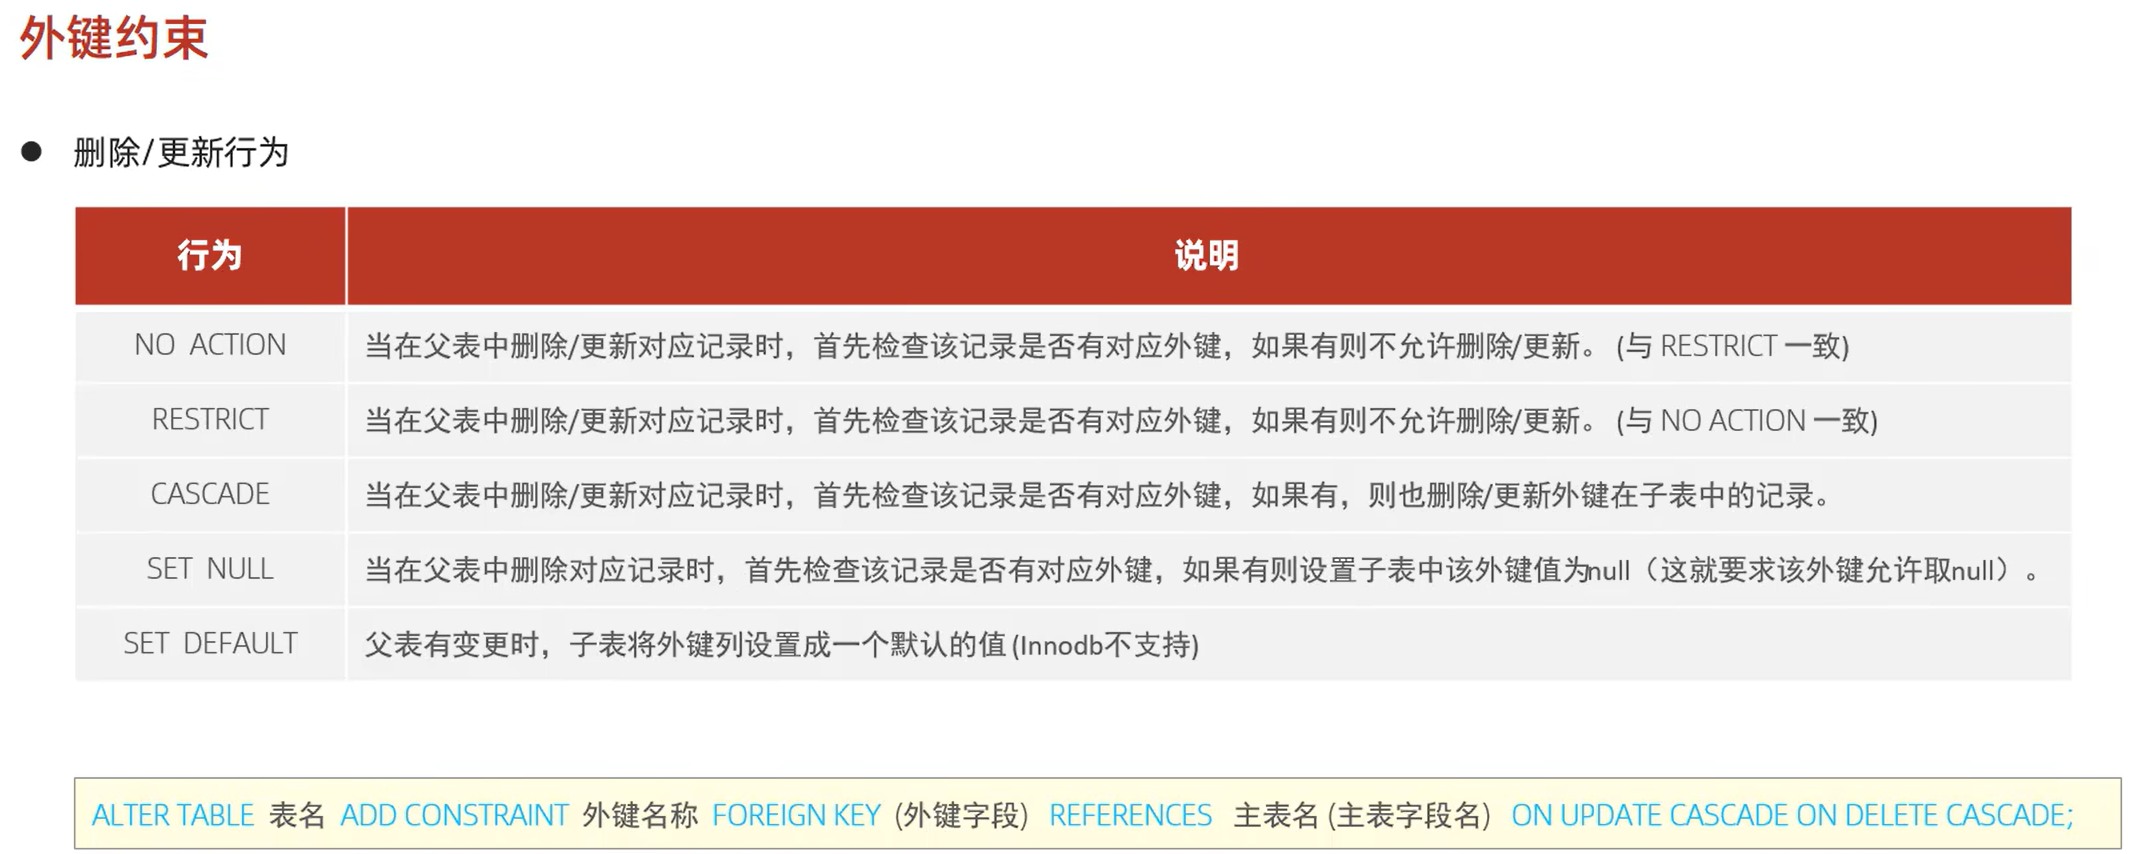 外键约束
● 删除/更新行为
行为 说明
NO ACTION 当在父表中删除/更新对应记录时，首先检查该记录是否有对应外键，如果有则不允许删除/更新。 (与 RESTRICT 一致)
RESTRICT 当在父表中删除/更新对应记录时，首先检查该记录是否有对应外键，如果有则不允许删除/更新。 (与 NO ACTION 一致)
CASCADE 当在父表中删除/更新对应记录时，首先检查该记录是否有对应外键，如果有，则也删除/更新外键在子表中的记录。
SET NULL 当在父表中删除对应记录时，首先检查该记录是否有对应外键，如果有则设置子表中该外键值为null（这就要求该外键允许取null）。
SET DEFAULT 父表有变更时，子表将外键列设置成一个默认的值 (Innodb不支持)
ALTER TABLE 表名 ADD CONSTRAINT 外键名称 FOREIGN KEY (外键字段) REFERENCES 主表名 (主表字段名) ON UPDATE CASCADE ON DELETE CASCADE;